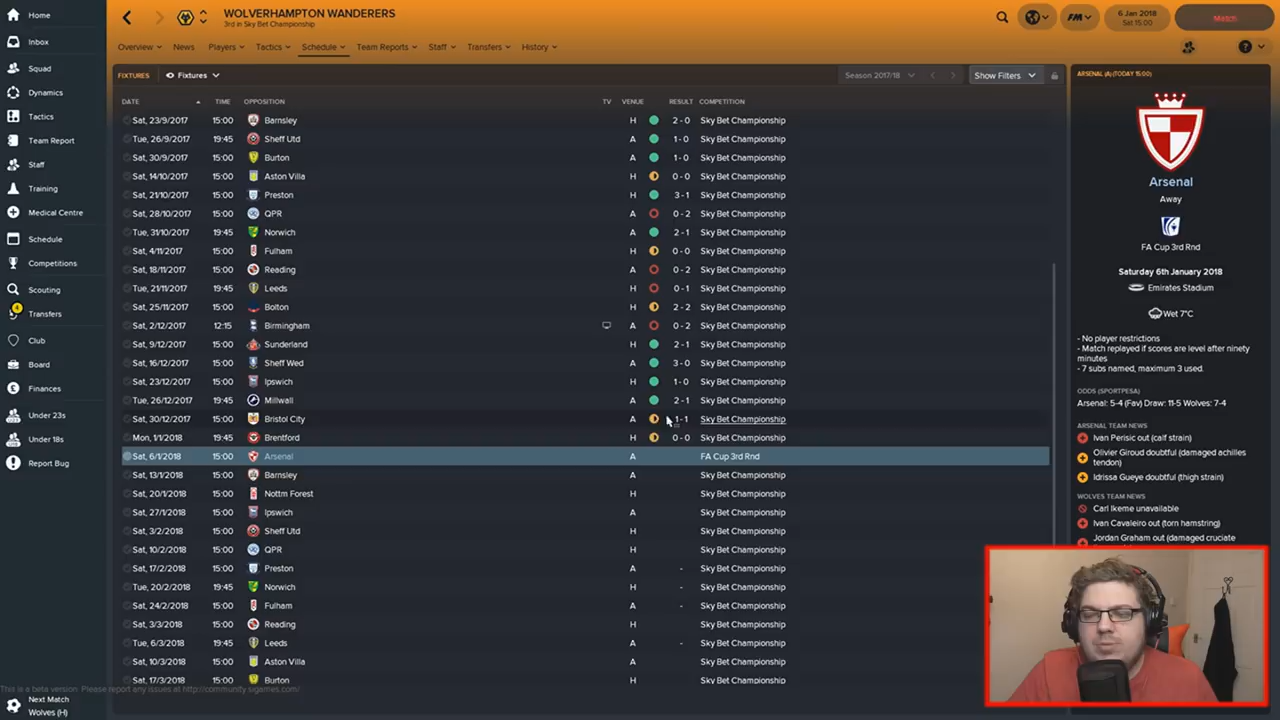 Home
Inbox
Squad
Dynamics
Tactics
Team Report
Staff
Training
Medical Centre
Schedule
Competitions
Scouting
4
Transfers
Club
Board
Finances
Under 23s
Under 18s
Report Bug
Next Match
Wolves (H)
WOLVERHAMPTON WANDERERS
3rd in Sky Bet Championship
FM
6 Jan 2018
Sat 15:00
Match
Overview News Players Tactics Schedule Team Reports Staff Transfers History
FIXTURES Fixtures Season 2017/18 Show Filters
DATE TIME OPPOSITION TV VENUE RESULT COMPETITION
Sat, 23/9/2017 15:00 Barnsley H 2-0 Sky Bet Championship
Tue, 26/9/2017 19:45 Sheff Utd A 1-0 Sky Bet Championship
Sat, 30/9/2017 15:00 Burton A 1-0 Sky Bet Championship
Sat, 14/10/2017 15:00 Aston Villa H 0-0 Sky Bet Championship
Sat, 21/10/2017 15:00 Preston H 3-1 Sky Bet Championship
Sat, 28/10/2017 15:00 QPR A 0-2 Sky Bet Championship
Tue, 31/10/2017 19:45 Norwich A 2-1 Sky Bet Championship
Sat, 4/11/2017 15:00 Fulham H 0-0 Sky Bet Championship
Sat, 18/11/2017 15:00 Reading A 0-2 Sky Bet Championship
Tue, 21/11/2017 19:45 Leeds H 0-1 Sky Bet Championship
Sat, 25/11/2017 15:00 Bolton H 2-2 Sky Bet Championship
Sat, 2/12/2017 12:15 Birmingham A 0-2 Sky Bet Championship
Sat, 9/12/2017 15:00 Sunderland H 2-1 Sky Bet Championship
Sat, 16/12/2017 15:00 Sheff Wed A 3-0 Sky Bet Championship
Sat, 23/12/2017 15:00 Ipswich H 1-0 Sky Bet Championship
Tue, 26/12/2017 19:45 Millwall A 2-1 Sky Bet Championship
Sat, 30/12/2017 15:00 Bristol City A 1-1 Sky Bet Championship
Mon, 1/1/2018 19:45 Brentford H 0-0 Sky Bet Championship
Sat, 6/1/2018 15:00 Arsenal A FA Cup 3rd Rnd
Sat, 13/1/2018 15:00 Barnsley A Sky Bet Championship
Sat, 20/1/2018 15:00 Nottm Forest H Sky Bet Championship
Sat, 27/1/2018 15:00 Ipswich A Sky Bet Championship
Sat, 3/2/2018 15:00 Sheff Utd H Sky Bet Championship
Sat, 10/2/2018 15:00 QPR H Sky Bet Championship
Sat, 17/2/2018 15:00 Preston A - Sky Bet Championship
Tue, 20/2/2018 19:45 Norwich H Sky Bet Championship
Sat, 24/2/2018 15:00 Fulham A - Sky Bet Championship
Sat, 3/3/2018 15:00 Reading H Sky Bet Championship
Tue, 6/3/2018 19:45 Leeds A - Sky Bet Championship
Sat, 10/3/2018 15:00 Aston Villa A Sky Bet Championship
Sat, 17/3/2018 15:00 Burton H Sky Bet Championship
This is a beta version: Please report any issues at http://community.sigames.com/
ARSENAL (A) (TODAY 15:00)
Arsenal
Away
FA Cup 3rd Rnd
Saturday 6th January 2018
Emirates Stadium
Wet 7°C
- No player restrictions
- Match replayed if scores are level after ninety
minutes
- 7 subs named, maximum 3 used.
ODDS (SPORTPESA)
Arsenal: 5-4 (Fav) Draw: 11-5 Wolves: 7-4
ARSENAL TEAM NEWS
Ivan Perisic out (calf strain)
Olivier Giroud doubtful (damaged achilles
tendon)
Idrissa Gueye doubtful (thigh strain)
WOLVES TEAM NEWS
Carl Ikeme unavailable
Ivan Cavaleiro out (torn hamstring)
Jordan Graham out (damaged cruciate